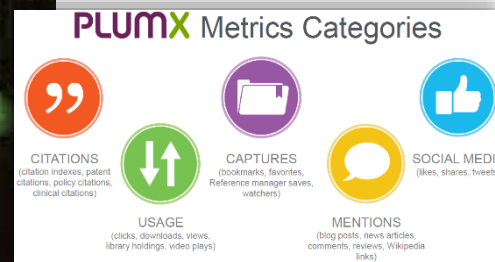 PLUMX Metrics Categories
CITATIONS
(citation indexes, patent
citations, policy citations,
clinical citations)
USAGE
(clicks, downloads, views,
library holdings, video plays)
CAPTURES
(bookmarks, favorites,
Reference manager saves,
watchers)
MENTIONS
(blog posts, news articles,
comments, reviews, Wikipedia
links)
SOCIAL MEDI
(likes, shares, tweets